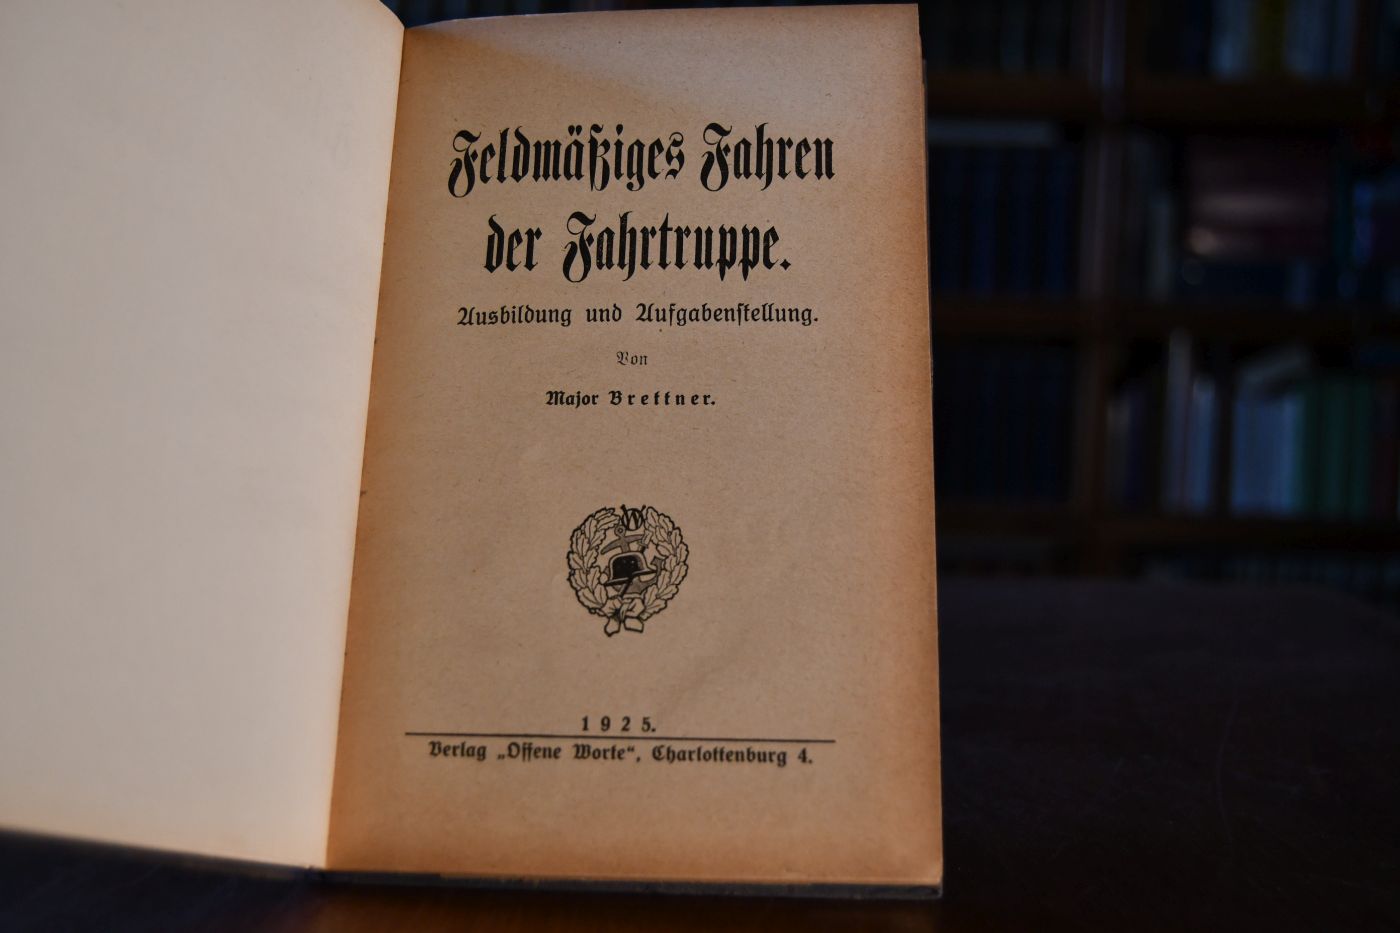 Feldmäßiges Fahren
der Fahrtruppe.
Ausbildung und Aufgabenstellung.
Von
Major Brettner.
1925.
Verlag „Offene Worte“, Charlottenburg 4.